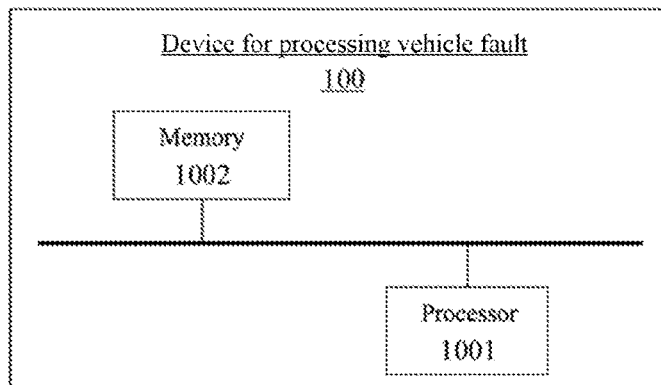 Device for processing vehicle fault
100
Memory
1002
Processor
1001